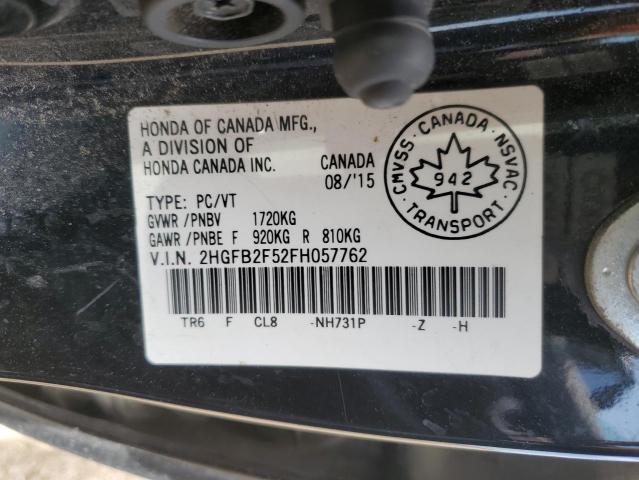 HONDA OF CANADA MFG.,
A DIVISION OF
HONDA CANADA INC. CANADA
08/'15
TYPE: PC/VT
GVWR /PNBV 1720KG
GAWR /PNBE F 920KG R 810KG
V.I.N. 2HGFB2F52FH057762
TR6 F CL8 -NH731P -Z -H
CMVSS · CANADA · NSVAC
942
TRANSPORT